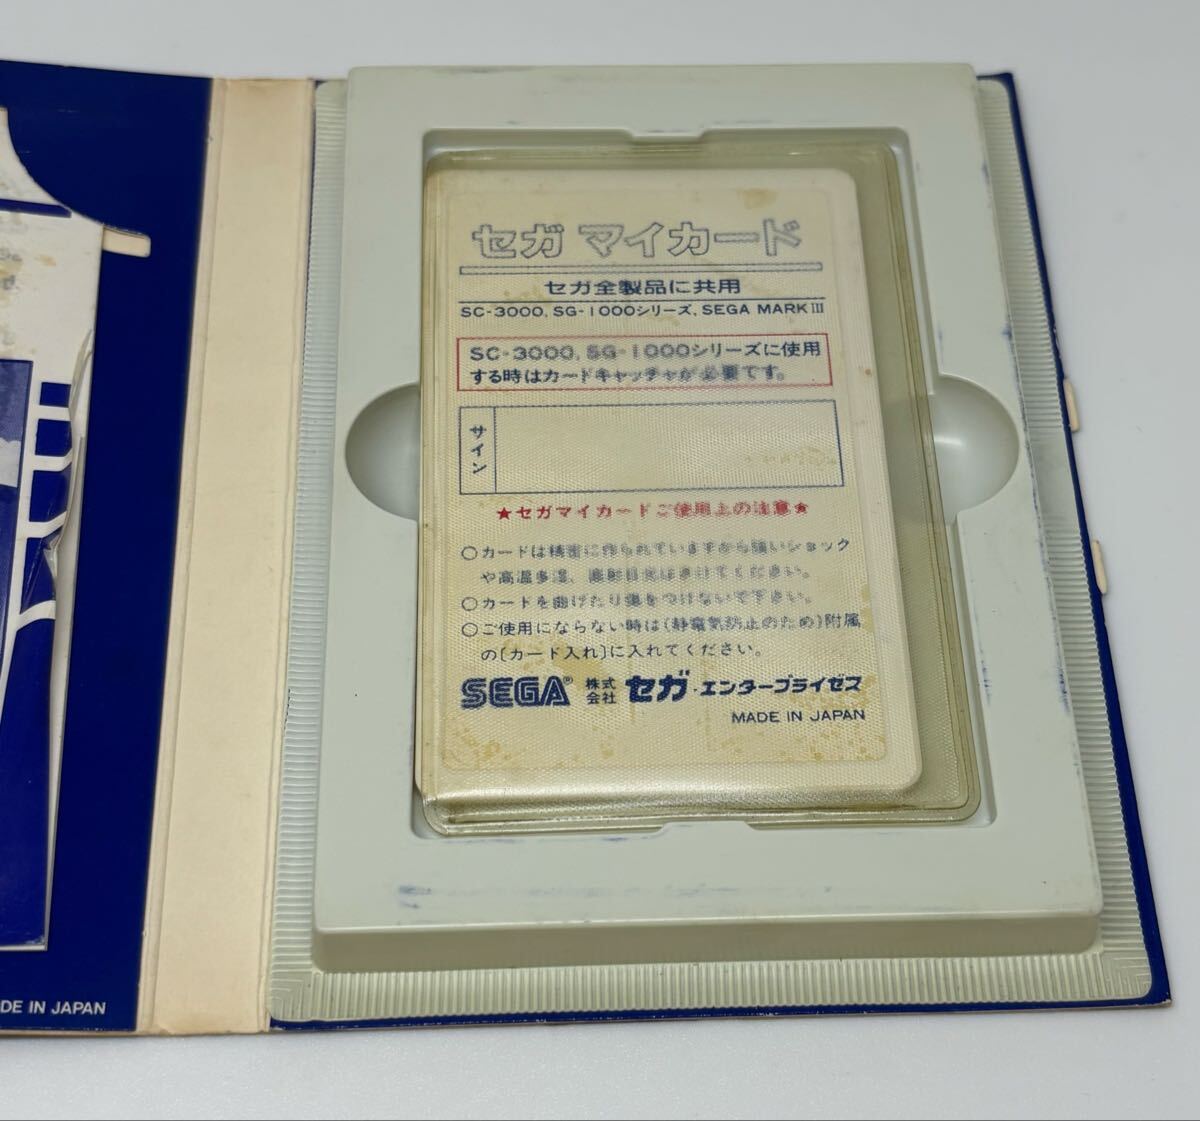 セガ マイカード
セガ全製品に共用
SC-3000, SG-1000シリーズ, SEGA MARKⅢ
SC-3000, SG-1000シリーズに使用
する時はカードキャッチャが必要です。
サイン
★セガマイカードご使用上の注意★
○カードは精密に作られていますから強いショック
や高温多湿、直射日光はさけてください。
○カードを曲げたり傷をつけないで下さい。
○ご使用にならない時は(静電気防止のため)附属
の(カード入れ)に入れてください。
SEGA® 株式会社 セガ・エンタープライゼス
MADE IN JAPAN
DE IN JAPAN